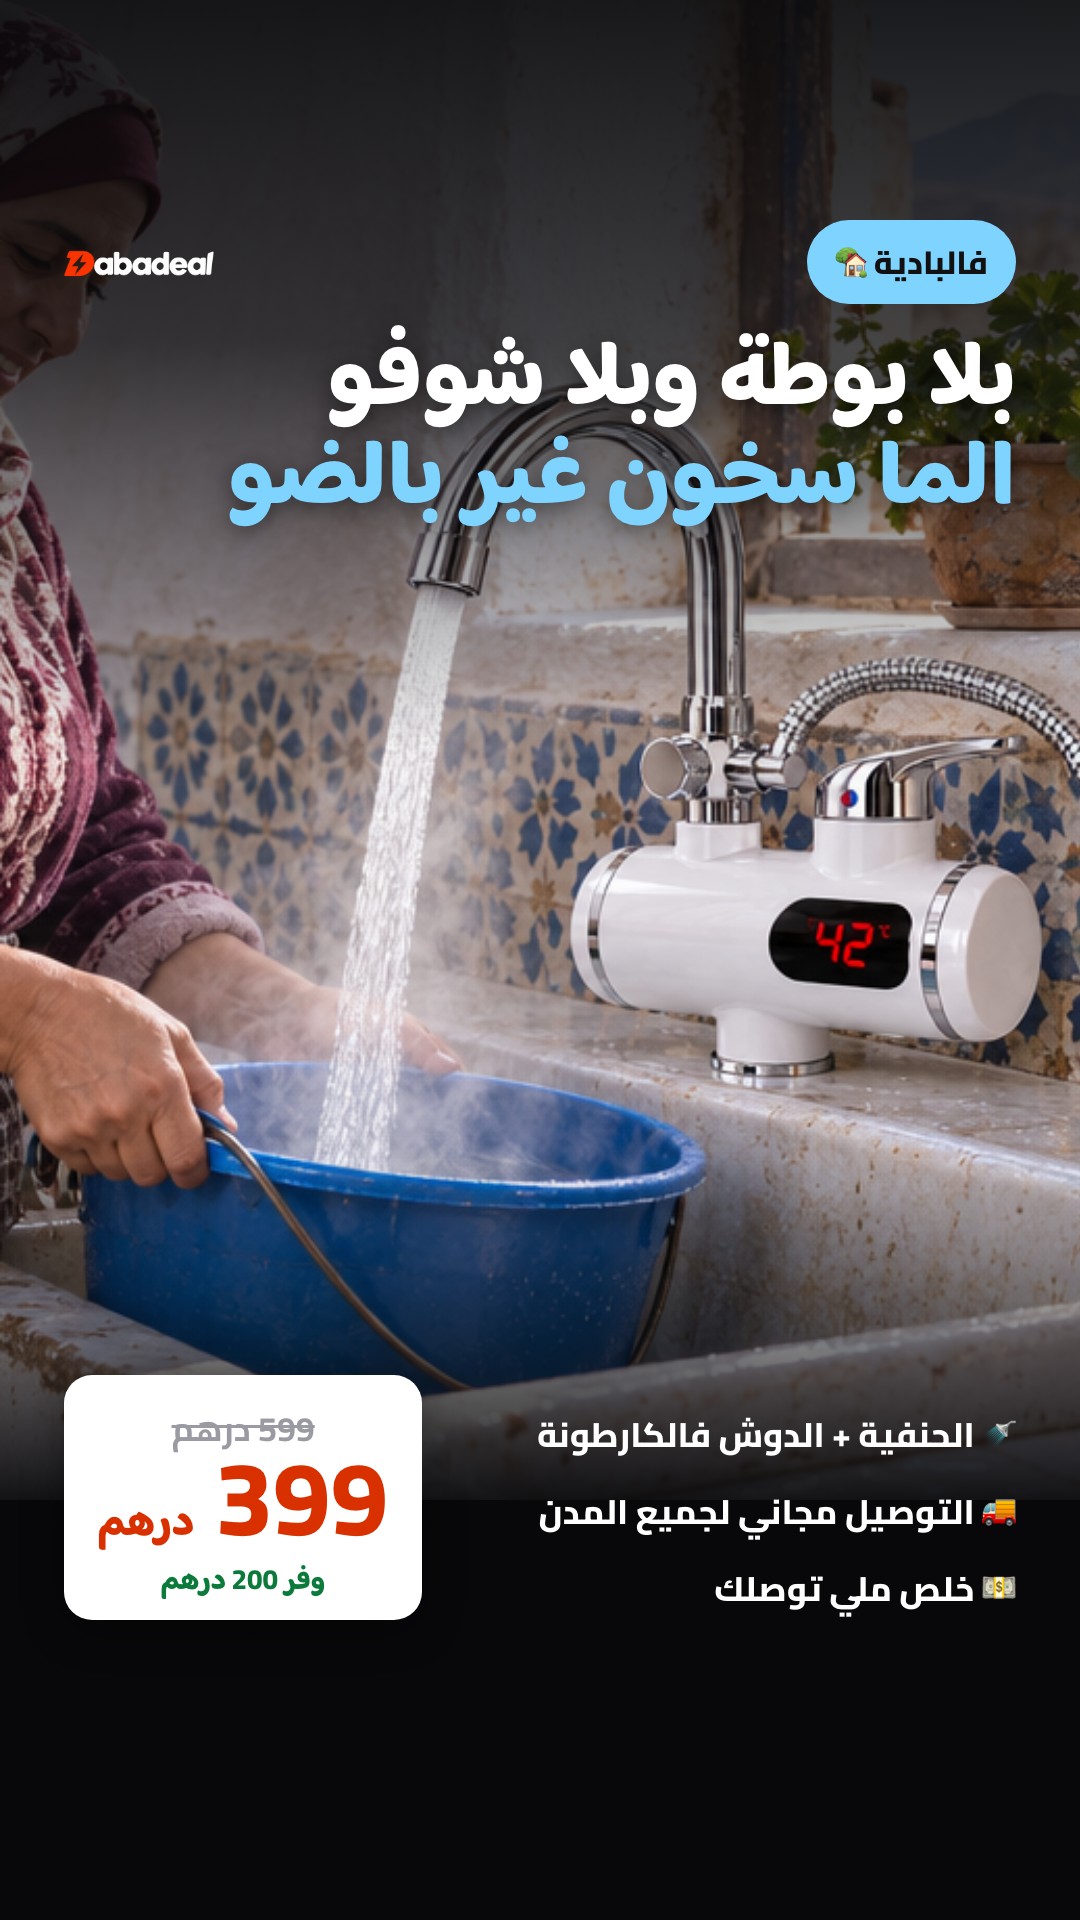 Dabadeal
فالبادية 🏡
بلا بوطة وبلا شوفو
الما سخون غير بالضو
42 °C
599 درهم
399 درهم
وفر 200 درهم
🚿 الحنفية + الدوش فالكارطونة
🚚 التوصيل مجاني لجميع المدن
💵 خلص ملي توصلك